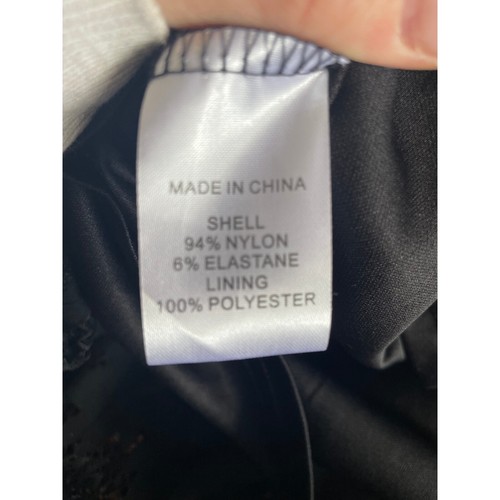 MADE IN CHINA
SHELL
94% NYLON
6% ELASTANE
LINING
100% POLYESTER